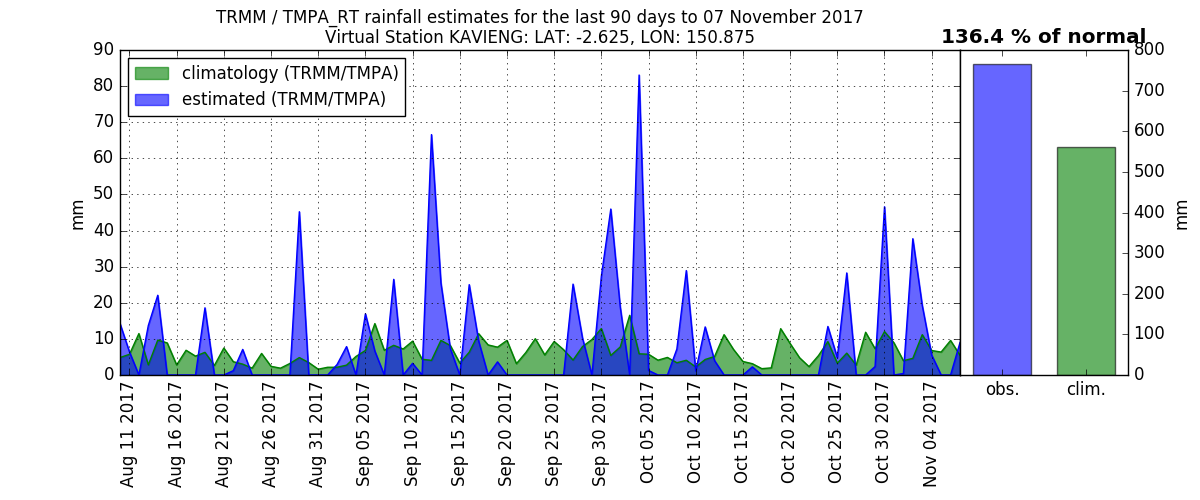 TRMM / TMPA_RT rainfall estimates for the last 90 days to 07 November 2017
Virtual Station KAVIENG: LAT: -2.625, LON: 150.875
136.4 % of normal
climatology (TRMM/TMPA)
estimated (TRMM/TMPA)
mm
90
80
70
60
50
40
30
20
10
0
Aug 11 2017
Aug 16 2017
Aug 21 2017
Aug 26 2017
Aug 31 2017
Sep 05 2017
Sep 10 2017
Sep 15 2017
Sep 20 2017
Sep 25 2017
Sep 30 2017
Oct 05 2017
Oct 10 2017
Oct 15 2017
Oct 20 2017
Oct 25 2017
Oct 30 2017
Nov 04 2017
obs.
clim.
800
700
600
500
400
300
200
100
0
mm